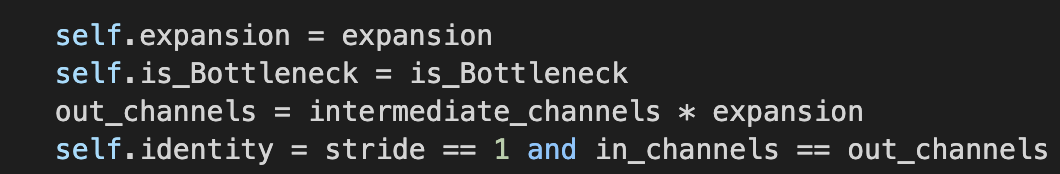 self.expansion = expansion
self.is_Bottleneck = is_Bottleneck
out_channels = intermediate_channels * expansion
self.identity = stride == 1 and in_channels == out_channels